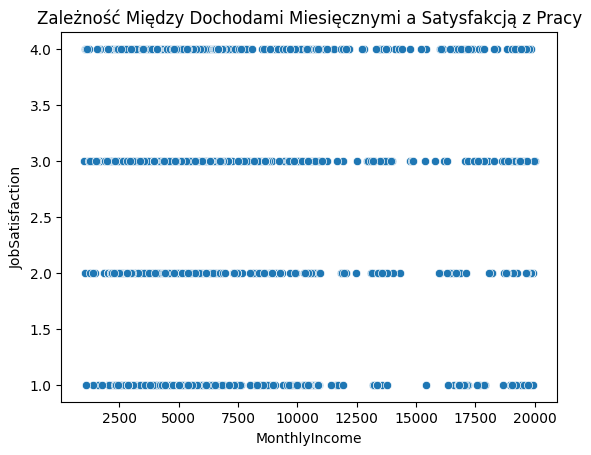 Zależność Między Dochodami Miesięcznymi a Satysfakcją z Pracy
4.0
3.5
3.0
2.5
2.0
1.5
1.0
JobSatisfaction
2500 5000 7500 10000 12500 15000 17500 20000
MonthlyIncome